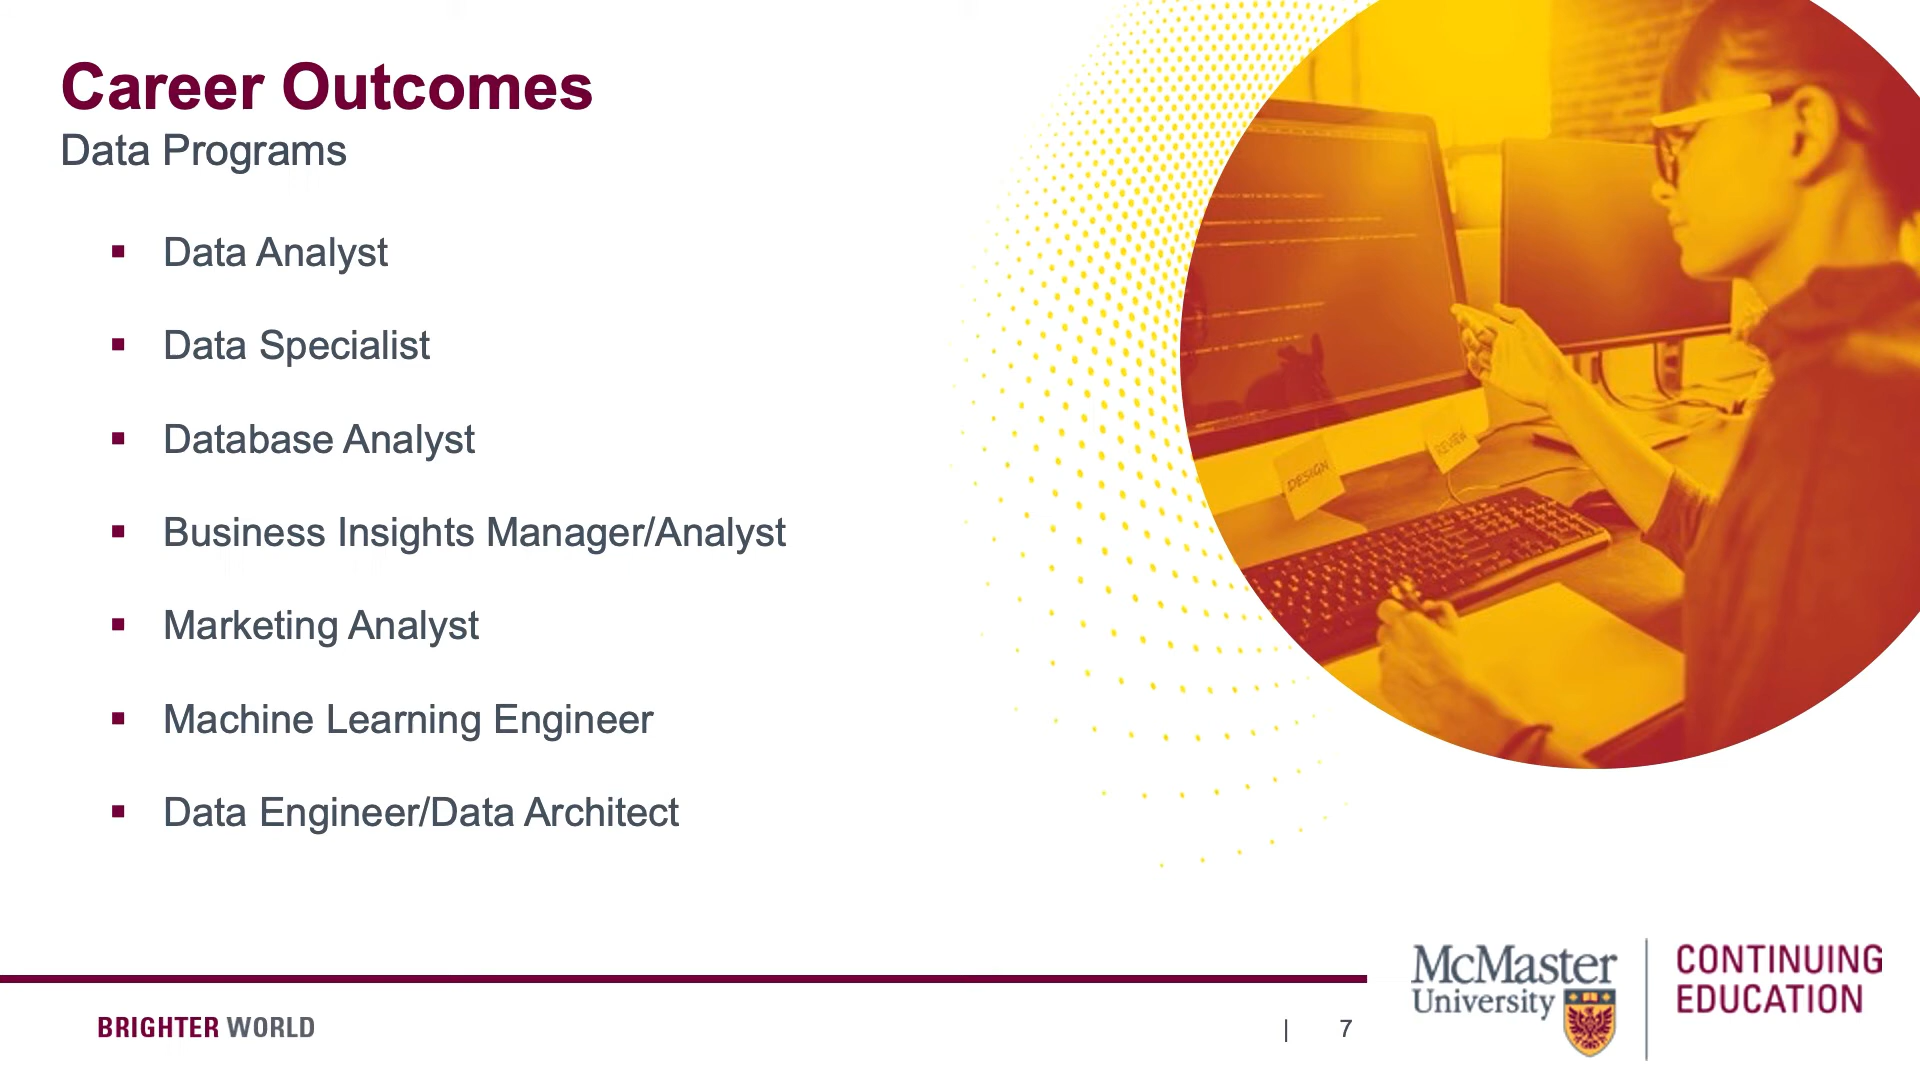 Career Outcomes
Data Programs
▪ Data Analyst
▪ Data Specialist
▪ Database Analyst
▪ Business Insights Manager/Analyst
▪ Marketing Analyst
▪ Machine Learning Engineer
▪ Data Engineer/Data Architect
DESIGN
REVIEW
BRIGHTER WORLD
| 7
McMaster
University
CONTINUING
EDUCATION